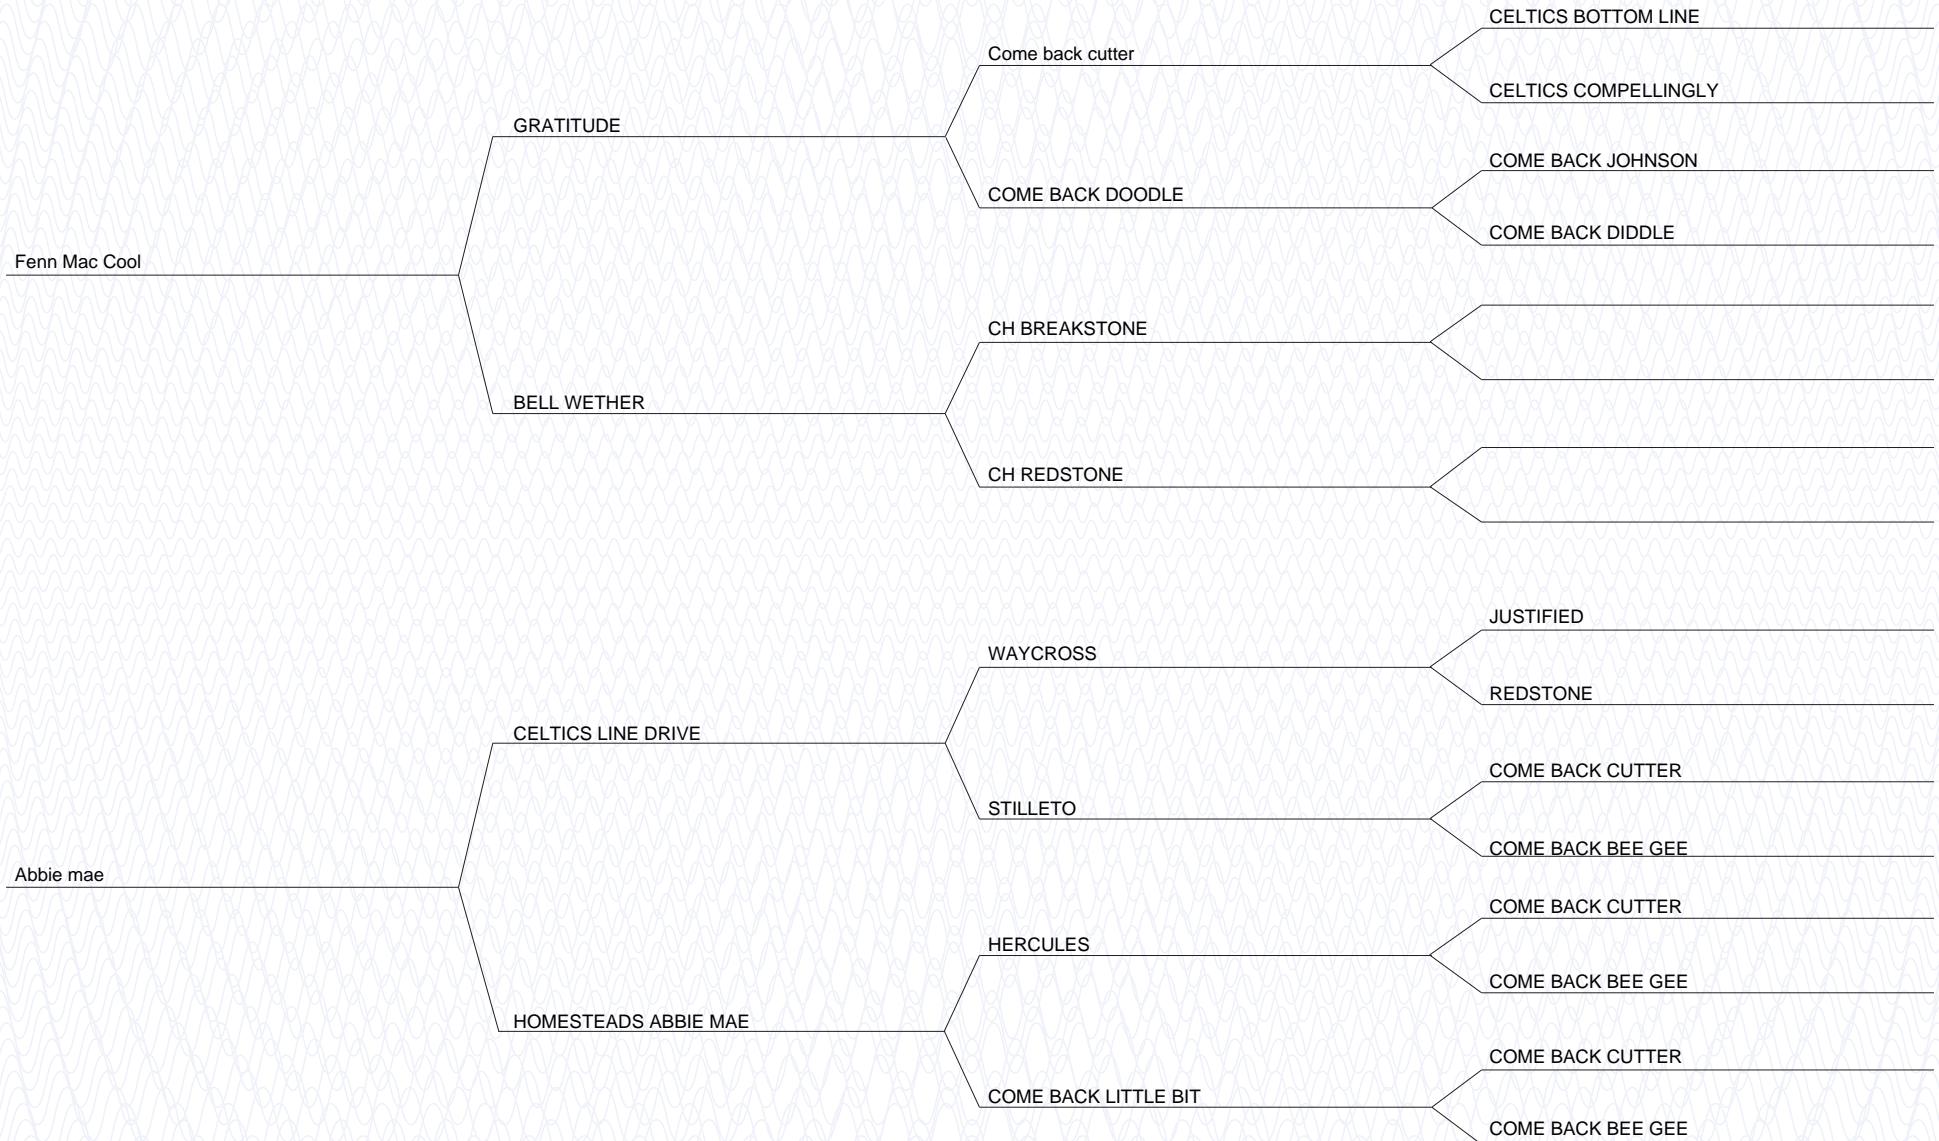 CELTICS BOTTOM LINE
Come back cutter
CELTICS COMPELLINGLY
GRATITUDE
COME BACK JOHNSON
COME BACK DOODLE
COME BACK DIDDLE
Fenn Mac Cool
CH BREAKSTONE
BELL WETHER
CH REDSTONE
JUSTIFIED
WAYCROSS
REDSTONE
CELTICS LINE DRIVE
COME BACK CUTTER
STILLETO
COME BACK BEE GEE
Abbie mae
COME BACK CUTTER
HERCULES
COME BACK BEE GEE
HOMESTEADS ABBIE MAE
COME BACK CUTTER
COME BACK LITTLE BIT
COME BACK BEE GEE